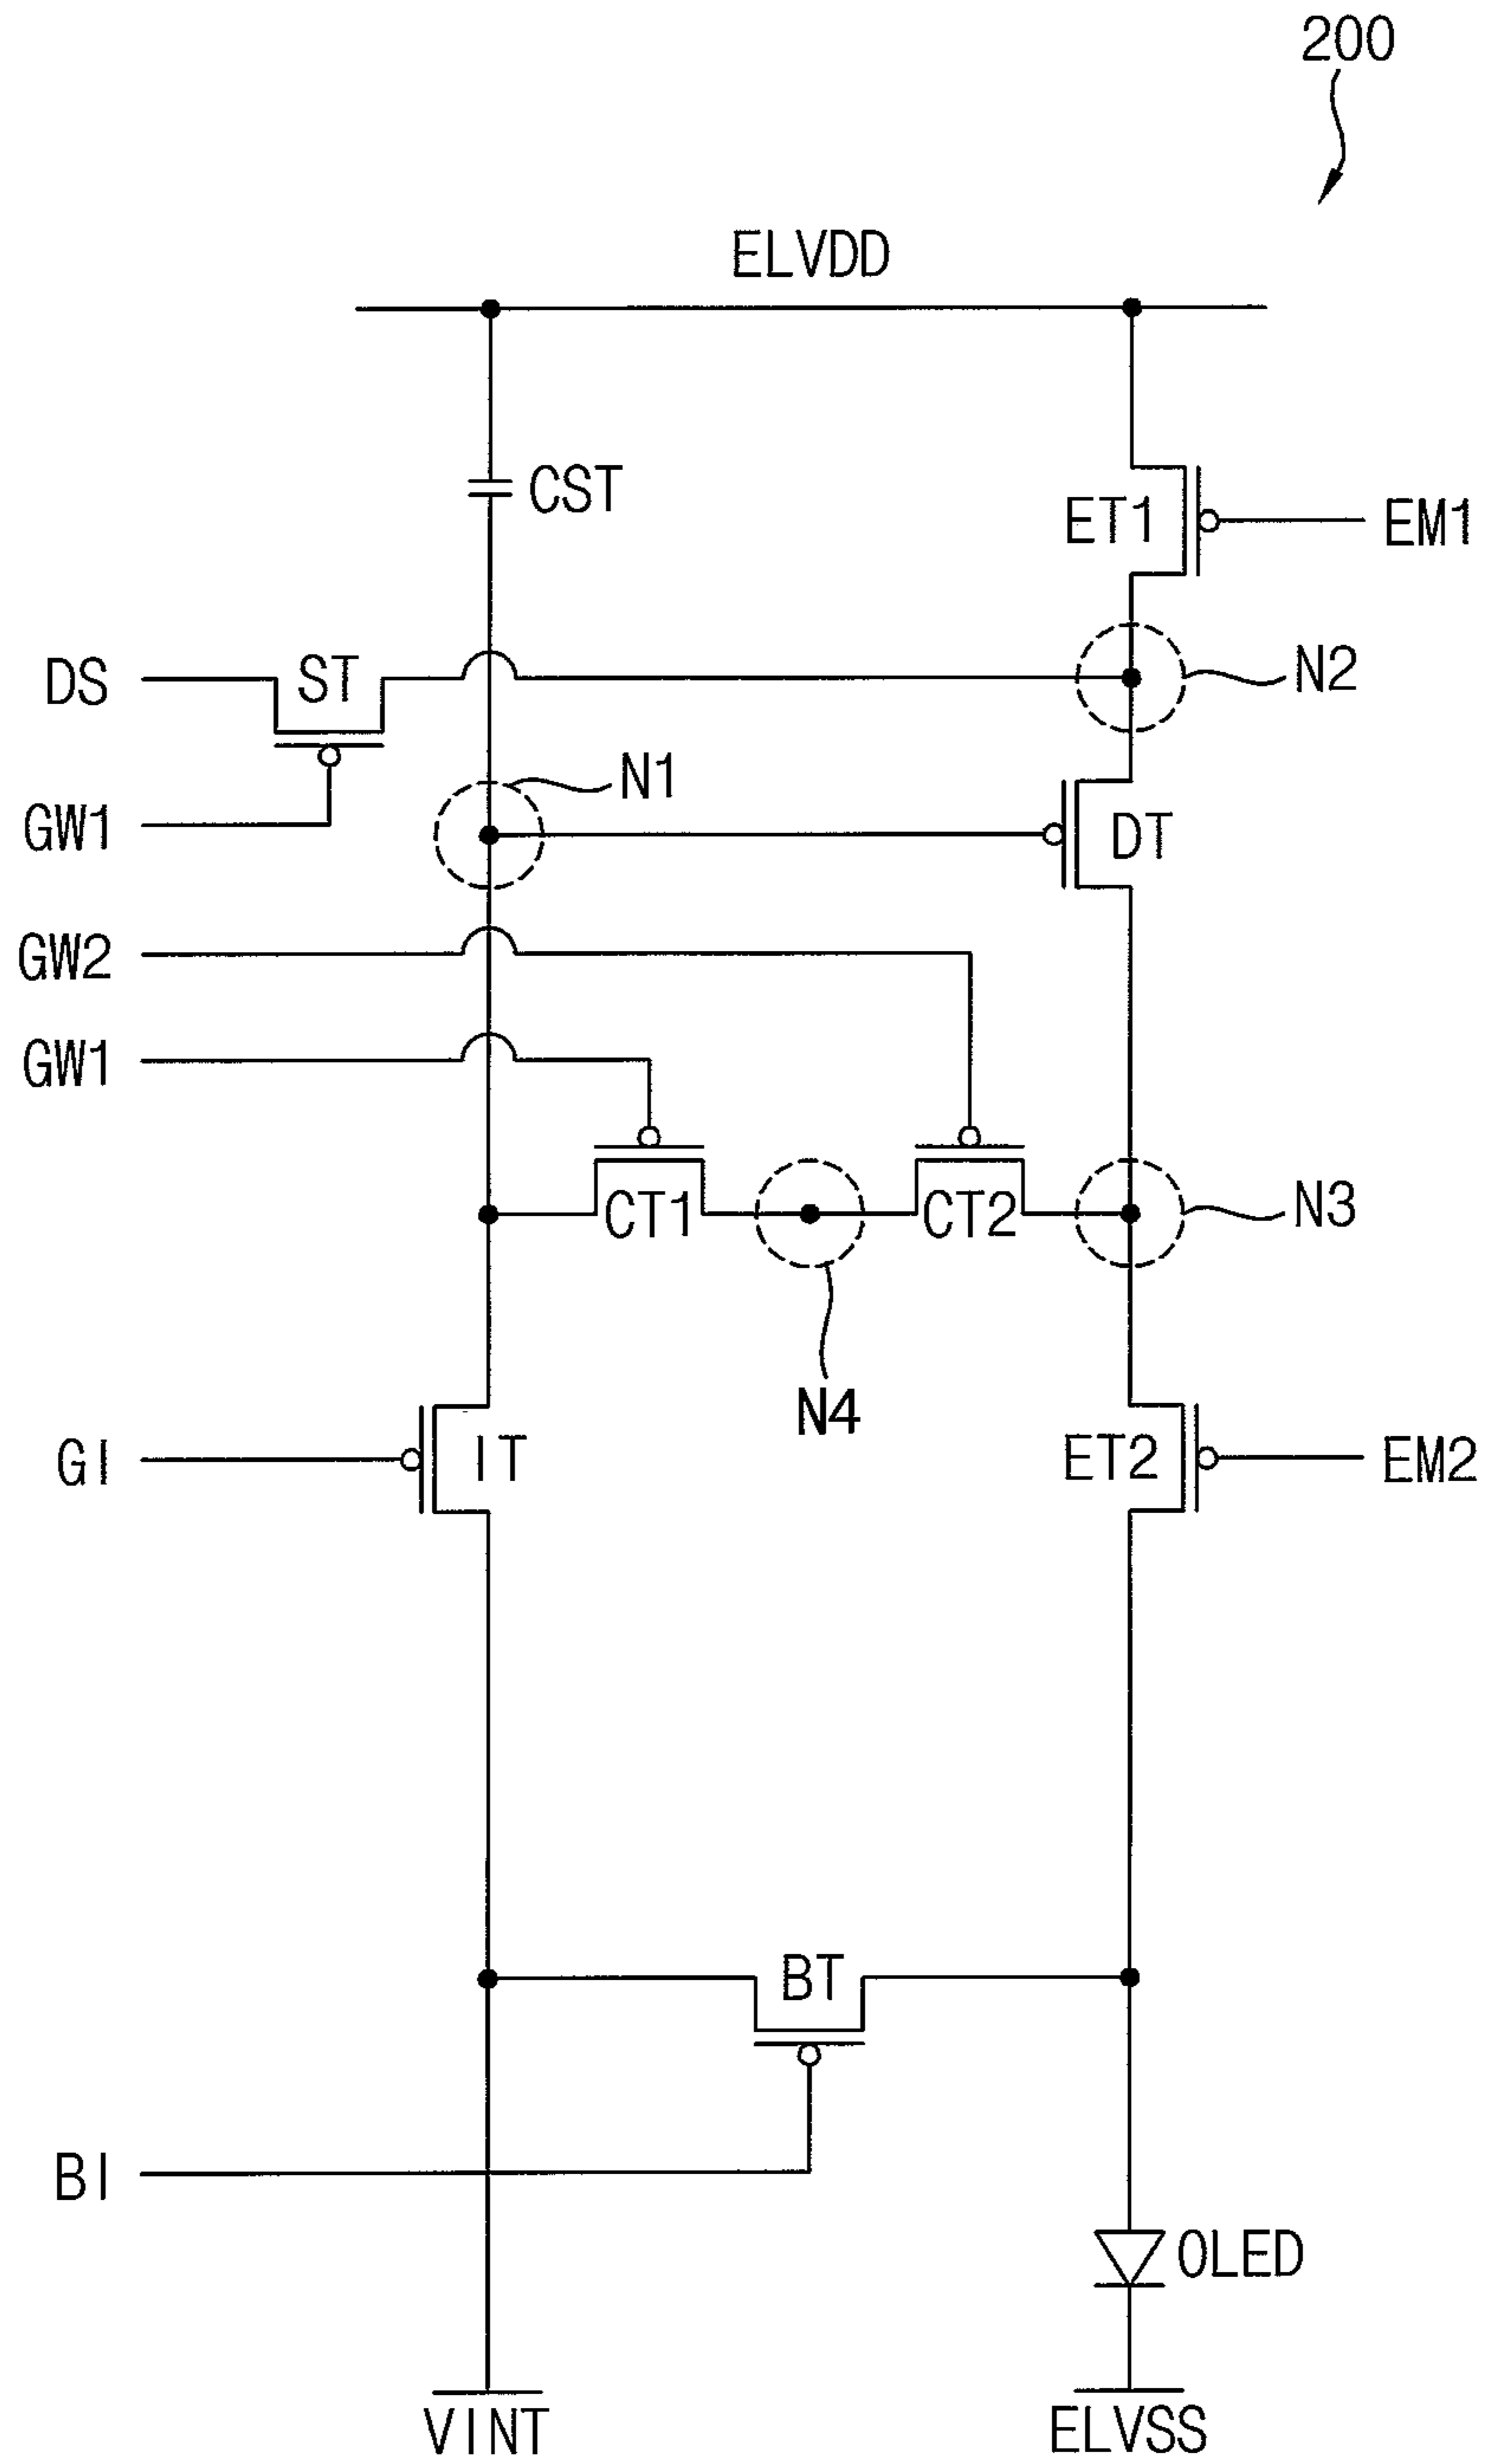 200
ELVDD
CST
ET1
EM1
DS
ST
N2
N1
GW1
DT
GW2
GW1
CT1
CT2
N3
N4
GI
IT
ET2
EM2
BT
BI
OLED
VINT
ELVSS